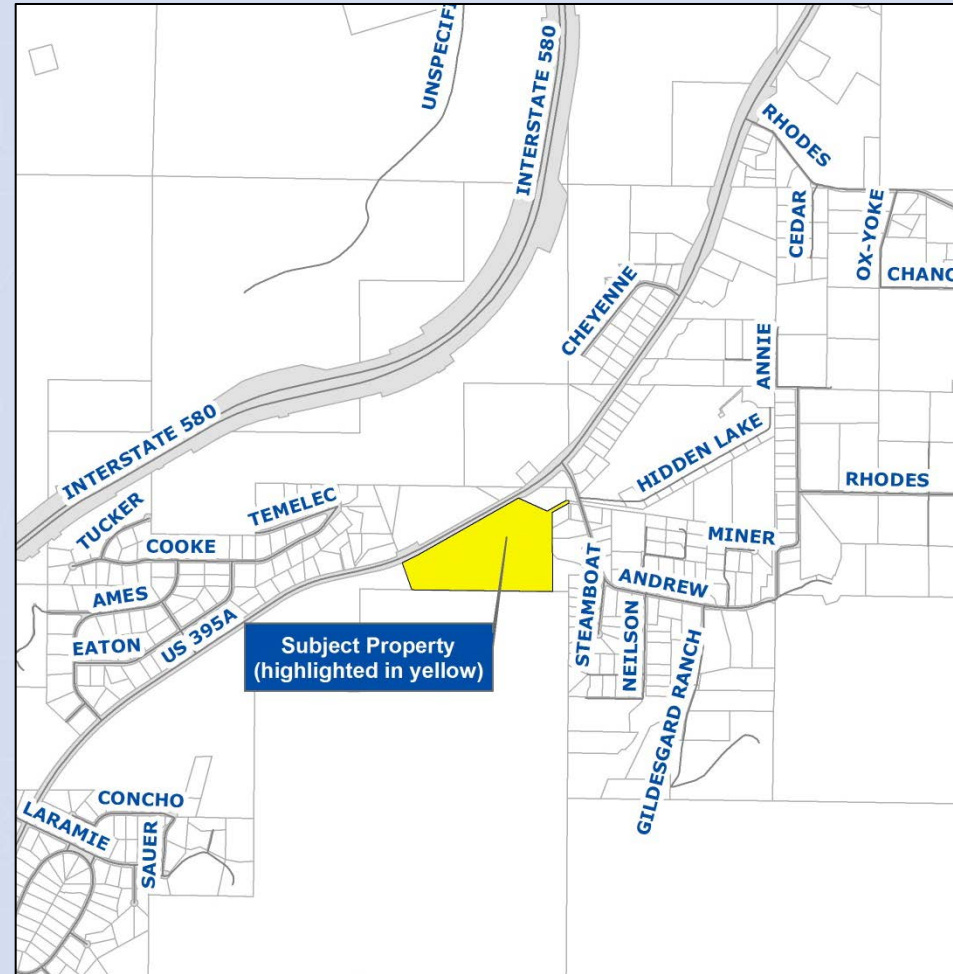 UNSPECIFI
INTERSTATE 580
RHODES
CEDAR
OX-YOKE
CHANC
CHEYENNE
ANNIE
INTERSTATE 580
HIDDEN LAKE
RHODES
TUCKER
TEMELEC
COOKE
MINER
AMES
STEAMBOAT
ANDREW
EATON
US 395A
NEILSON
Subject Property
(highlighted in yellow)
GILDESGARD RANCH
CONCHO
LARAMIE
SAUER